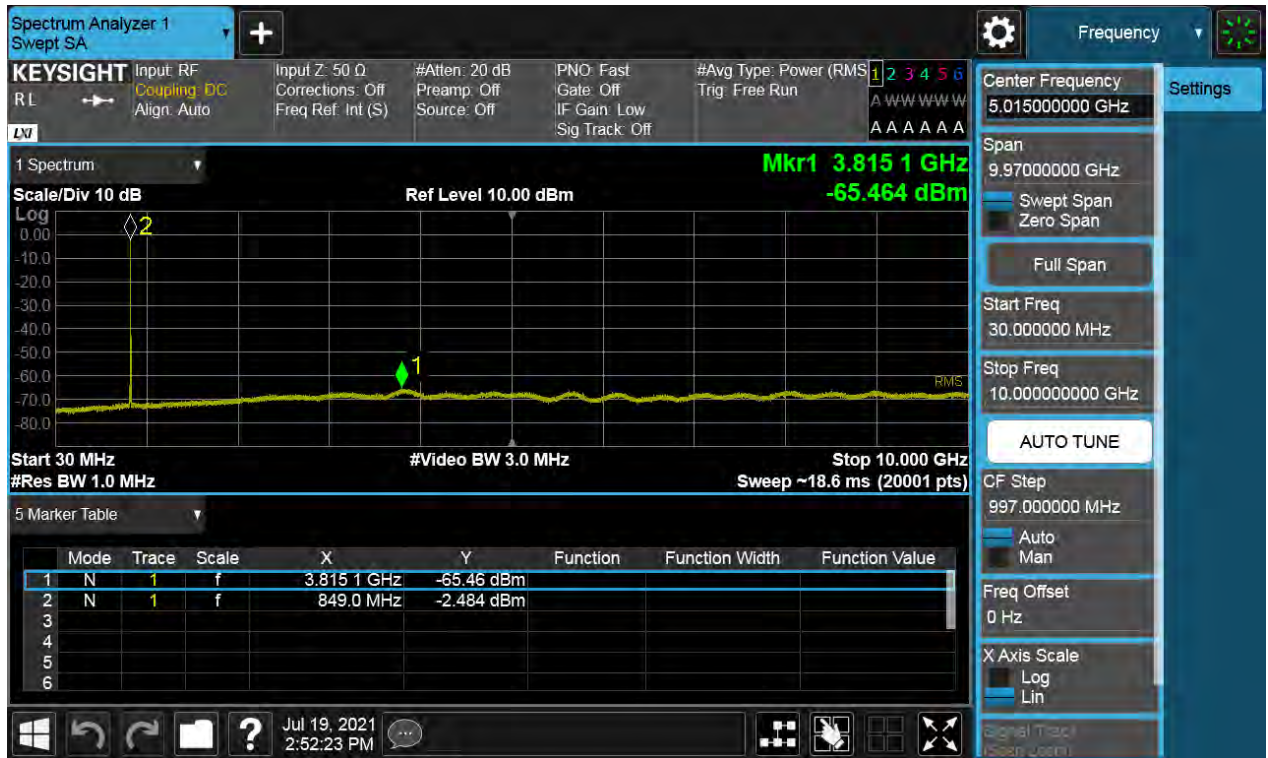 Spectrum Analyzer 1
Swept SA
+
Frequency
KEYSIGHT
RL
LXI
Input: RF
Coupling: DC
Align: Auto
Input Z: 50 Ω
Corrections: Off
Freq Ref: Int (S)
#Atten: 20 dB
Preamp: Off
Source: Off
PNO: Fast
Gate: Off
IF Gain: Low
Sig Track: Off
#Avg Type: Power (RMS
Trig: Free Run
1 2 3 4 5 6
A W W W W W
A A A A A A
1 Spectrum
Mkr1 3.815 1 GHz
Scale/Div 10 dB
Ref Level 10.00 dBm
-65.464 dBm
Log
0.00
-10.0
-20.0
-30.0
-40.0
-50.0
-60.0
-70.0
-80.0
2
1
RMS
Start 30 MHz
#Video BW 3.0 MHz
Stop 10.000 GHz
#Res BW 1.0 MHz
Sweep ~18.6 ms (20001 pts)
5 Marker Table
Mode Trace Scale X Y Function Function Width Function Value
1 N 1 f 3.815 1 GHz -65.46 dBm
2 N 1 f 849.0 MHz -2.484 dBm
3
4
5
6
?
Jul 19, 2021
2:52:23 PM
Center Frequency
5.015000000 GHz
Settings
Span
9.97000000 GHz
Swept Span
Zero Span
Full Span
Start Freq
30.000000 MHz
Stop Freq
10.000000000 GHz
AUTO TUNE
CF Step
997.000000 MHz
Auto
Man
Freq Offset
0 Hz
X Axis Scale
Log
Lin
Signal Track
(Span Zoom)